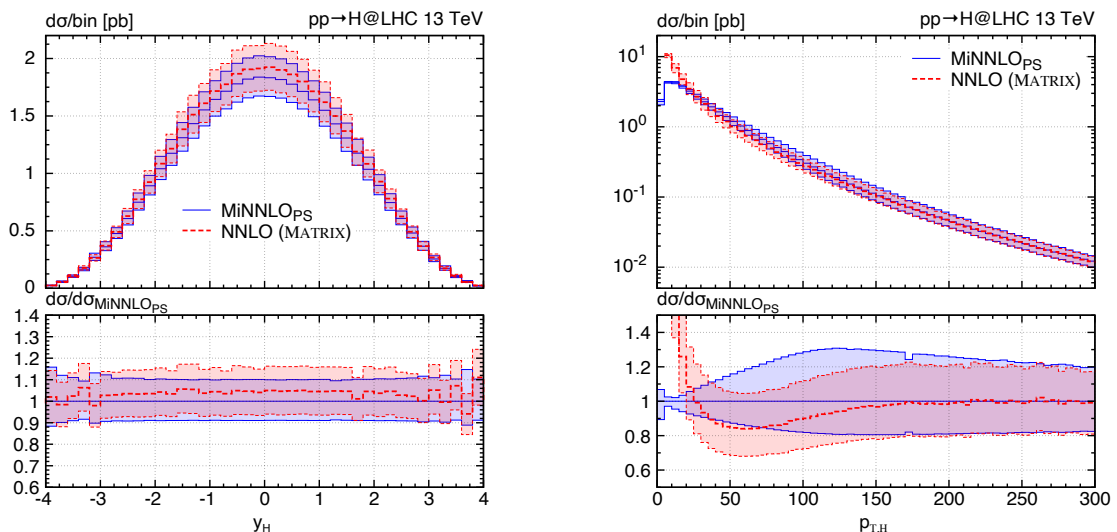 dσ/bin [pb] pp→H@LHC 13 TeV
2
1.5
1
0.5
0
MiNNLOPS
NNLO (MATRIX)
dσ/dσMiNNLOPS
1.4
1.3
1.2
1.1
1
0.9
0.8
0.7
0.6
-4 -3 -2 -1 0 1 2 3 4
yH
dσ/bin [pb] pp→H@LHC 13 TeV
MiNNLOPS
NNLO (MATRIX)
10^1
10^0
10^-1
10^-2
dσ/dσMiNNLOPS
1.4
1.2
1
0.8
0.6
0 50 100 150 200 250 300
pT,H